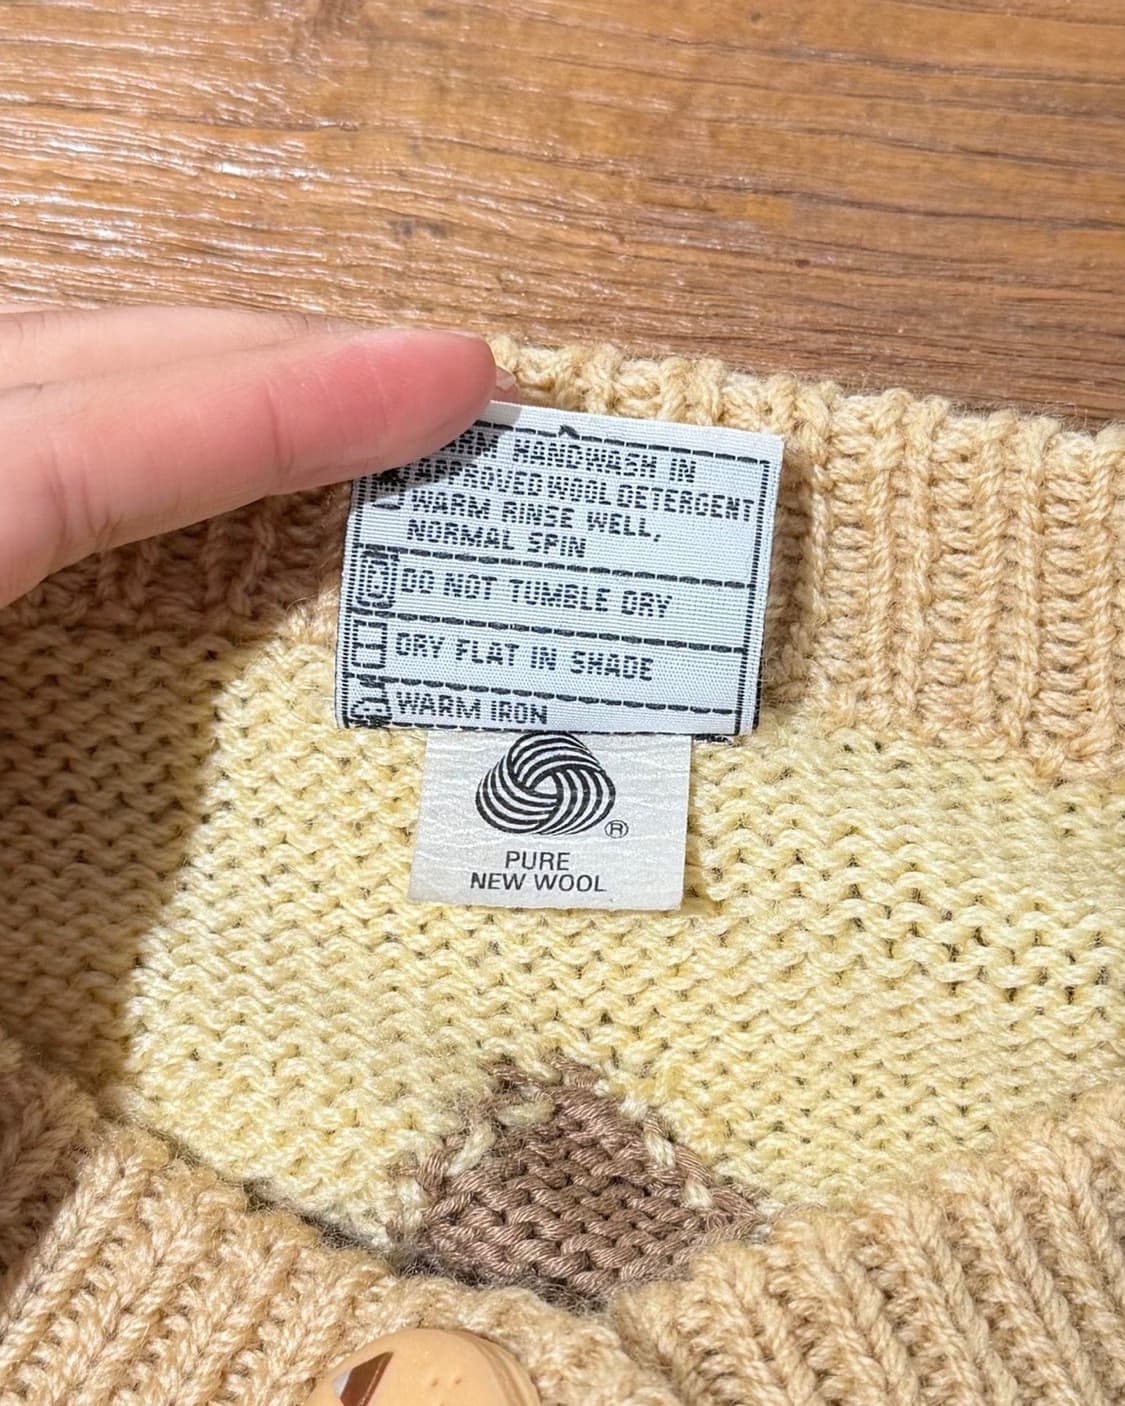 HANDWASH IN
APPROVED WOOL DETERGENT
WARM RINSE WELL,
NORMAL SPIN
DO NOT TUMBLE DRY
DRY FLAT IN SHADE
WARM IRON
®
PURE
NEW WOOL